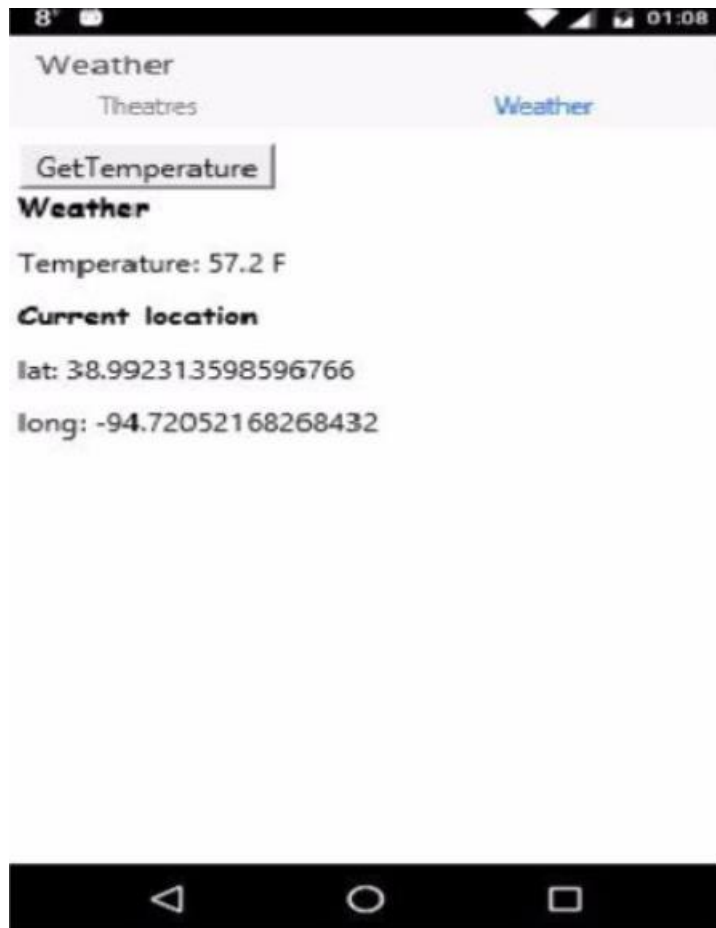 8° 01:08
Weather
Theatres Weather
GetTemperature
Weather
Temperature: 57.2 F
Current location
lat: 38.992313598596766
long: -94.72052168268432